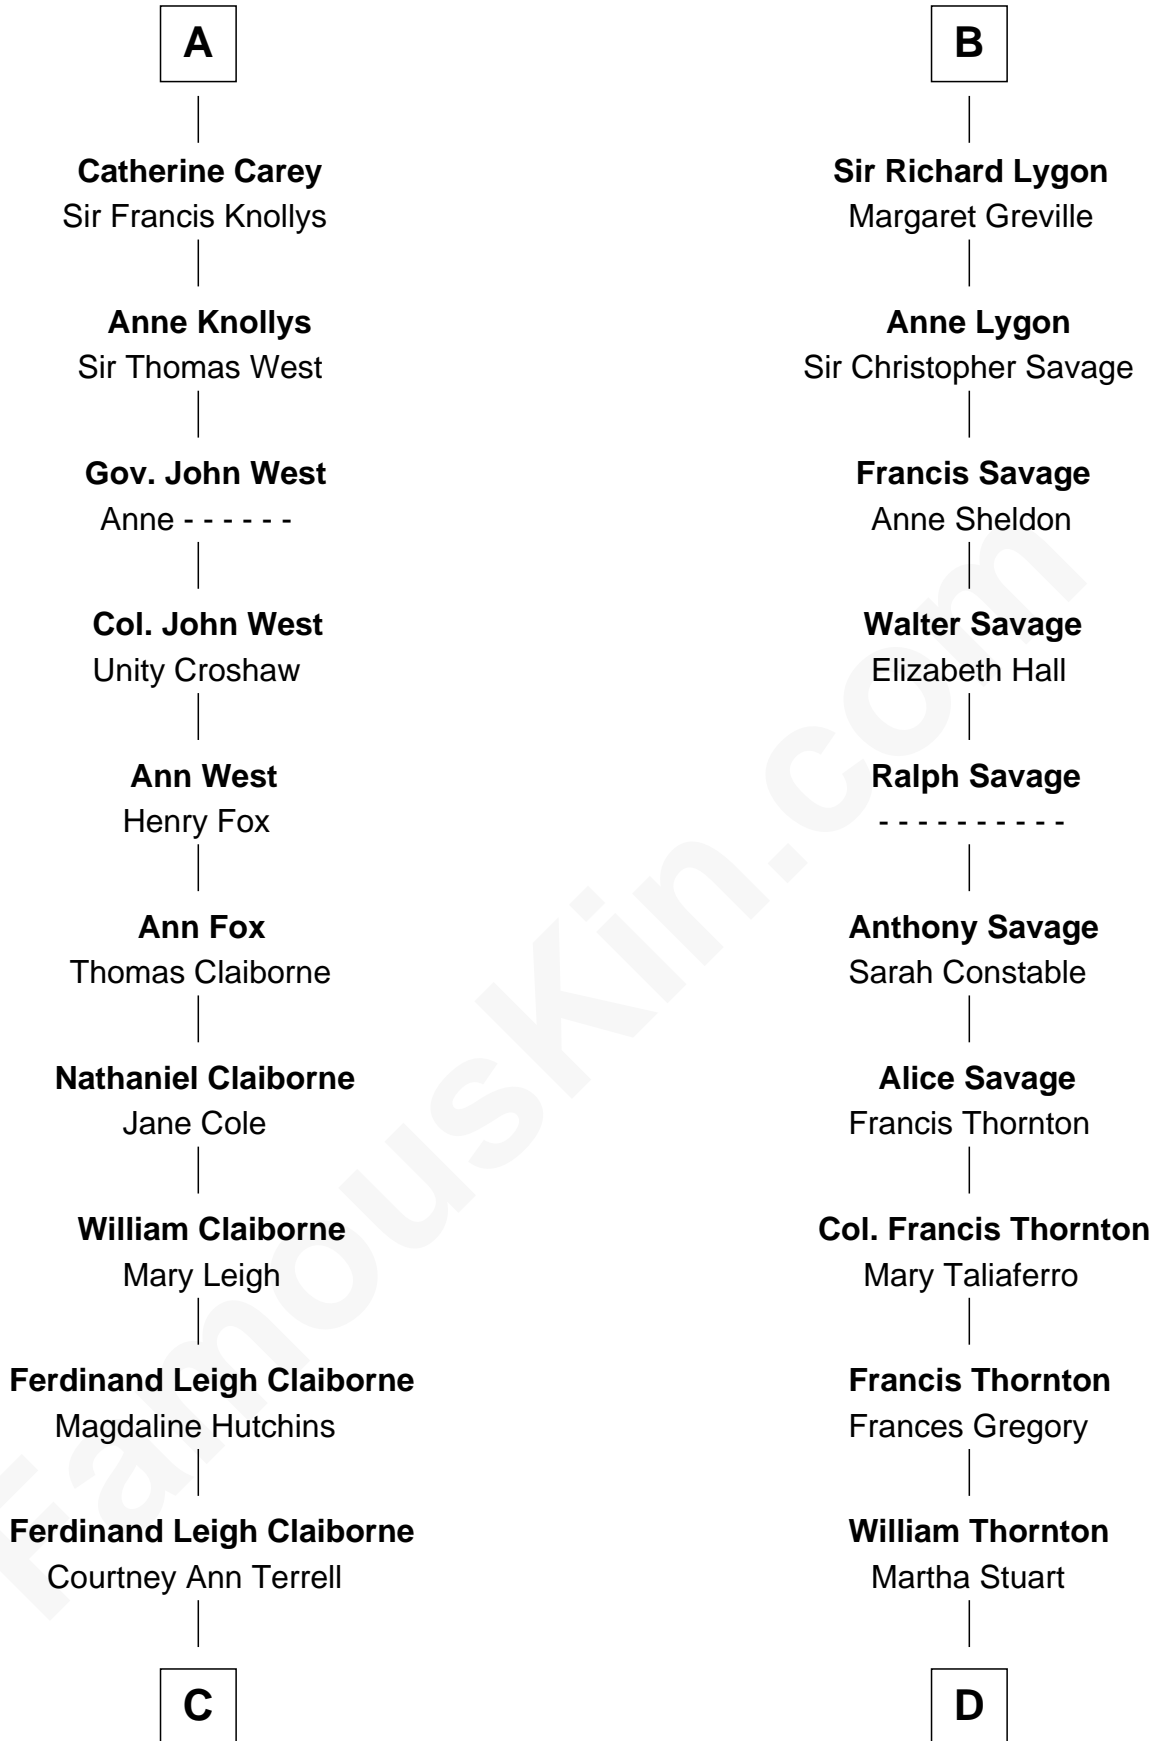 A
Catherine Carey
Sir Francis Knollys
Anne Knollys
Sir Thomas West
Gov. John West
Anne - - - - - -
Col. John West
Unity Croshaw
Ann West
Henry Fox
Ann Fox
Thomas Claiborne
Nathaniel Claiborne
Jane Cole
William Claiborne
Mary Leigh
Ferdinand Leigh Claiborne
Magdaline Hutchins
Ferdinand Leigh Claiborne
Courtney Ann Terrell
C
B
Sir Richard Lygon
Margaret Greville
Anne Lygon
Sir Christopher Savage
Francis Savage
Anne Sheldon
Walter Savage
Elizabeth Hall
Ralph Savage
- - - - - - - - - -
Anthony Savage
Sarah Constable
Alice Savage
Francis Thornton
Col. Francis Thornton
Mary Taliaferro
Francis Thornton
Frances Gregory
William Thornton
Martha Stuart
D
FamousKin.com